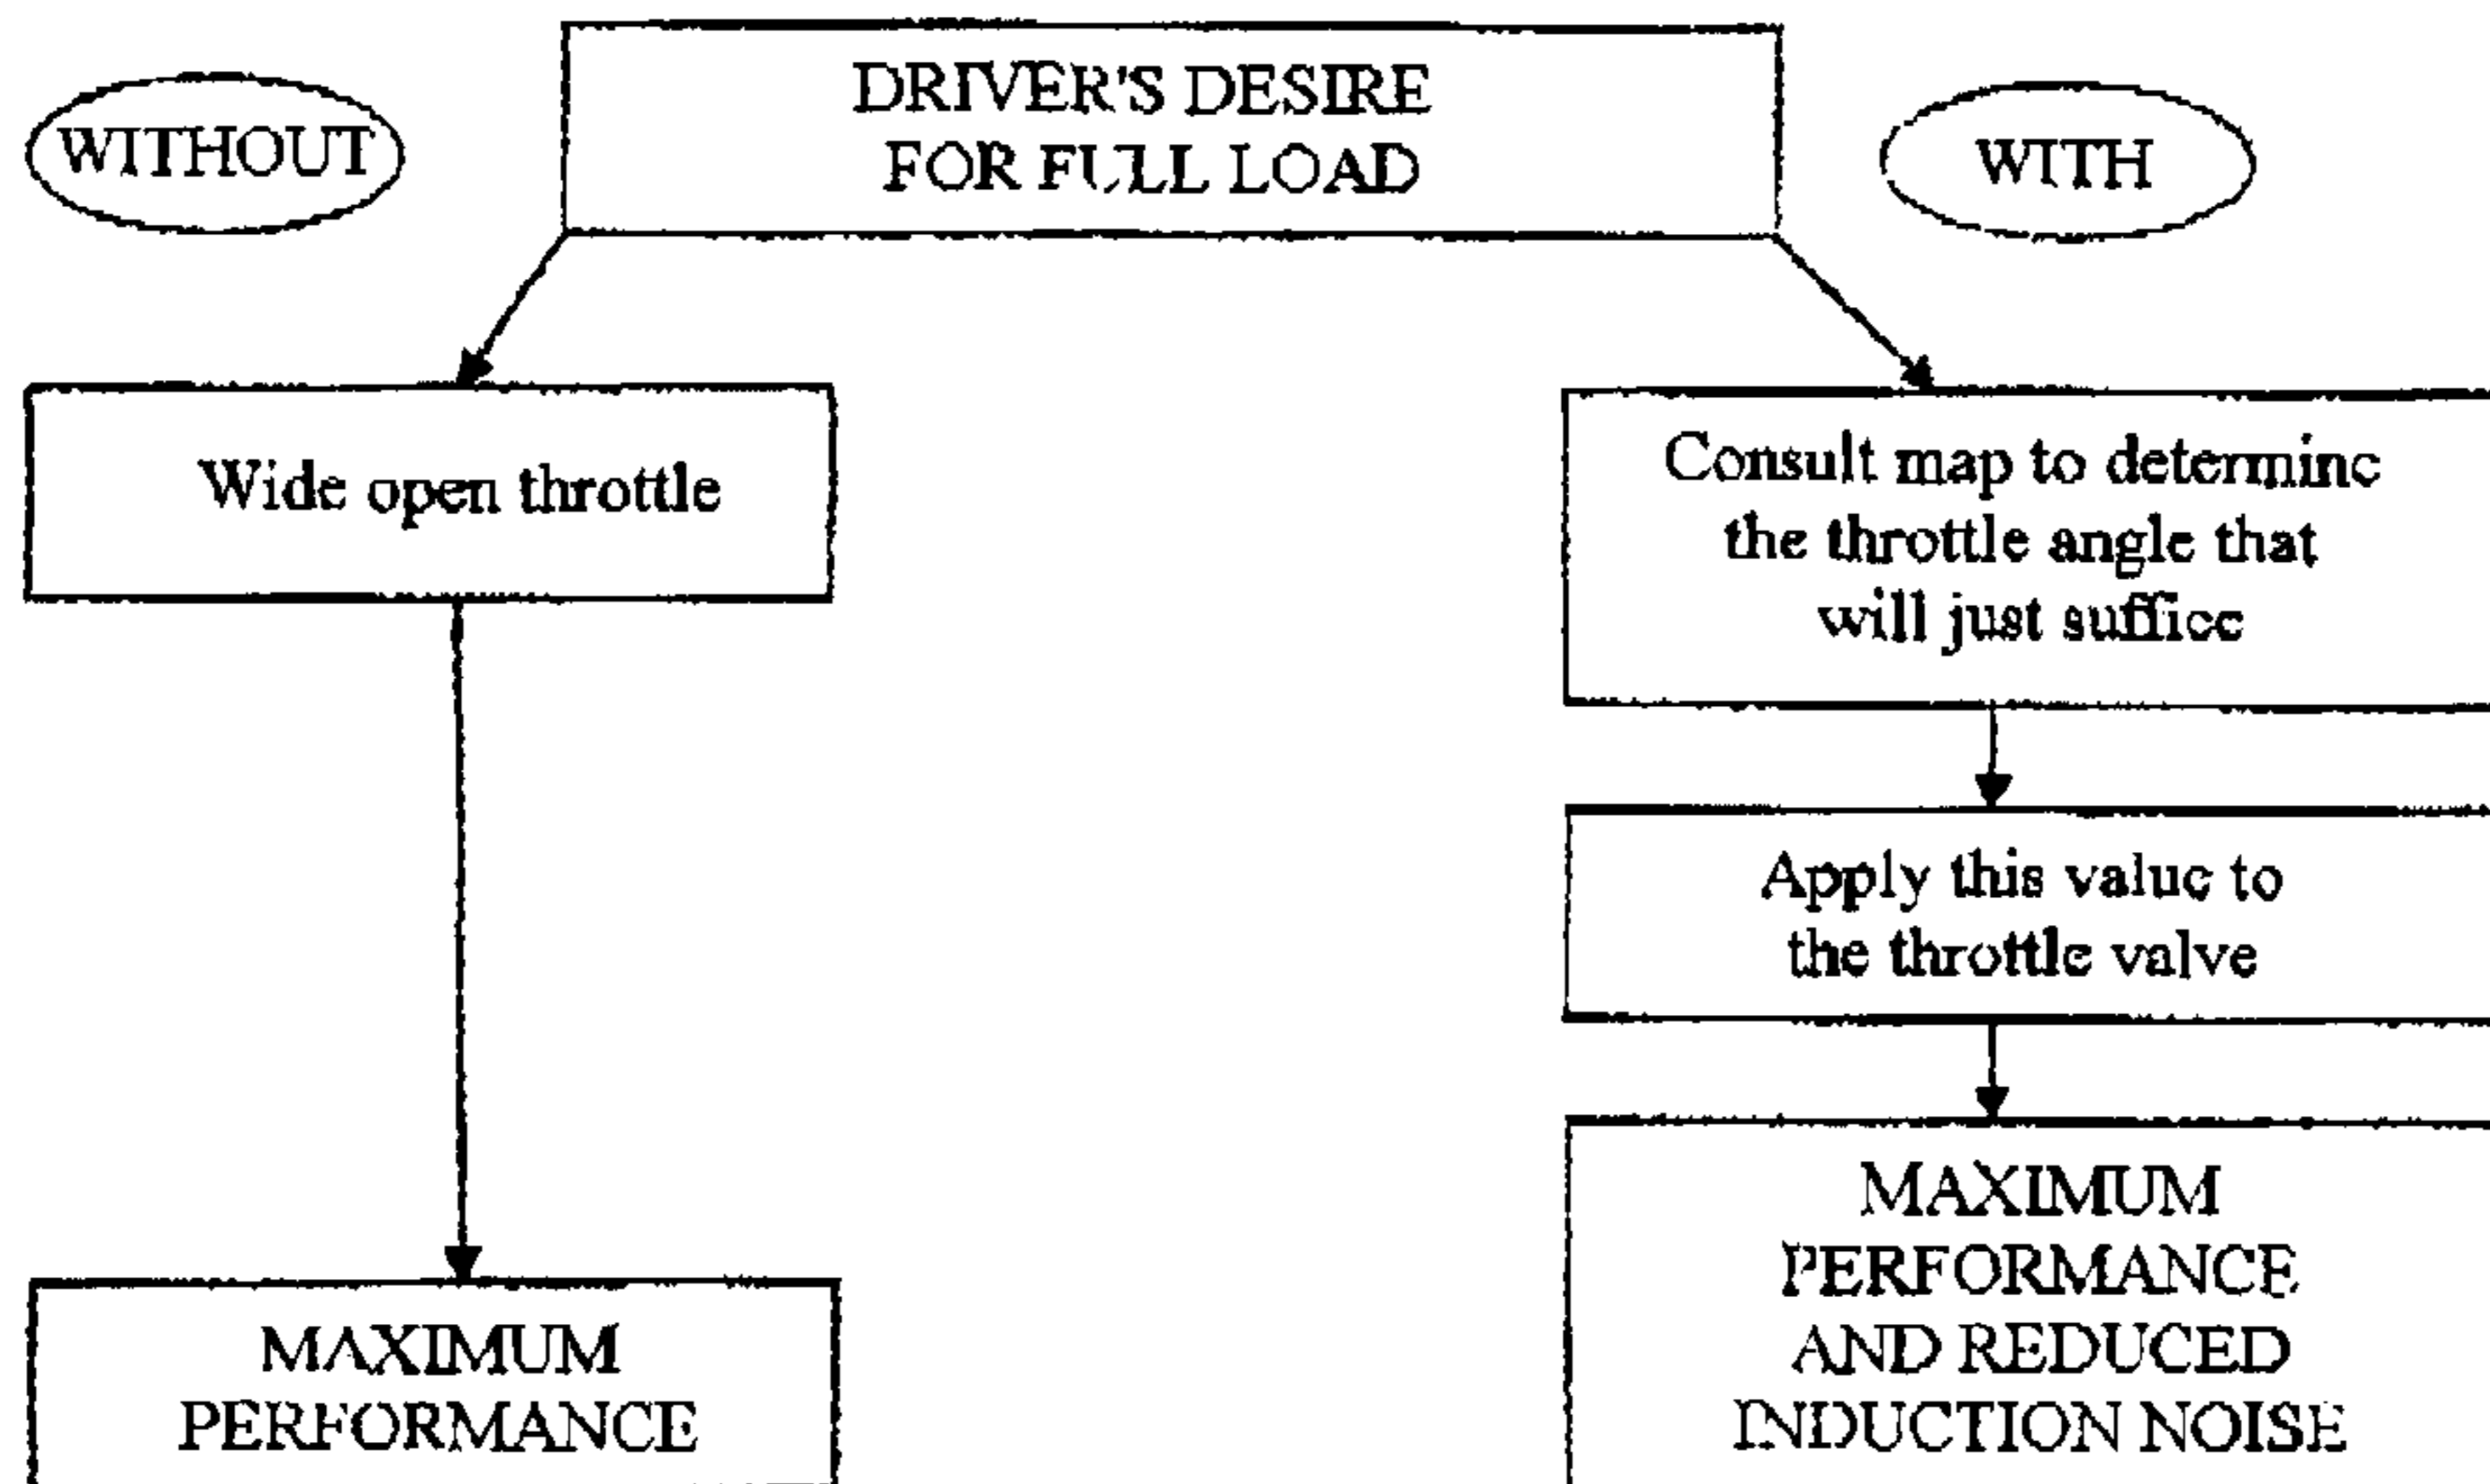 DRIVER'S DESIRE
FOR FULL LOAD
WITHOUT
WITH
Wide open throttle
Consult map to determine
the throttle angle that
will just suffice
Apply this value to
the throttle valve
MAXIMUM
PERFORMANCE
AND REDUCED
INDUCTION NOISE
MAXIMUM
PERFORMANCE